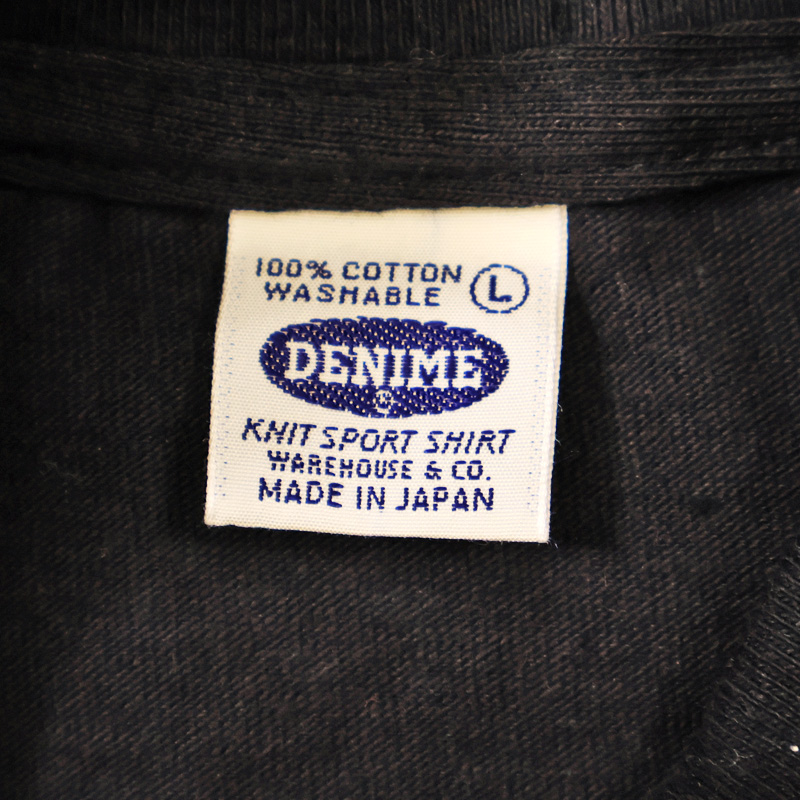 100% COTTON
WASHABLE
L
DENIME
KNIT SPORT SHIRT
WAREHOUSE & CO.
MADE IN JAPAN